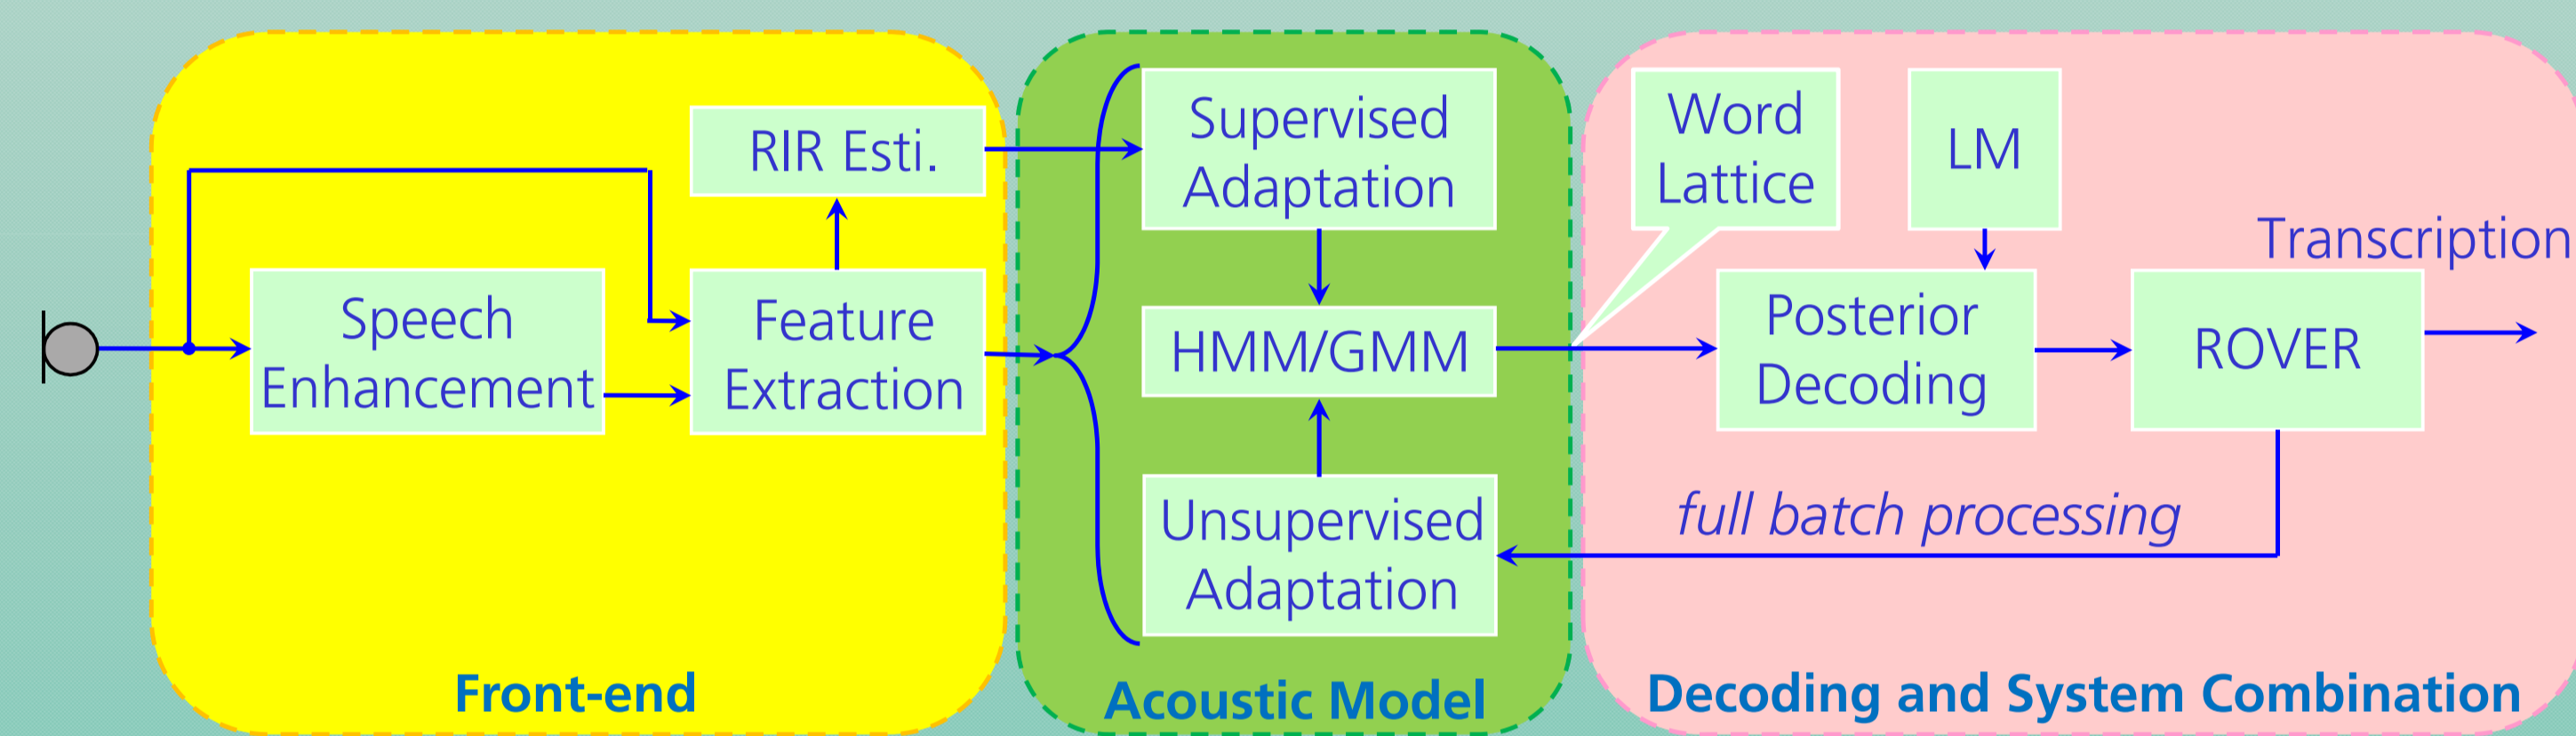 RIR Esti.
Speech
Enhancement
Feature
Extraction
Front-end
Supervised
Adaptation
HMM/GMM
Unsupervised
Adaptation
Acoustic Model
Word
Lattice
LM
Posterior
Decoding
ROVER
Transcription
full batch processing
Decoding and System Combination